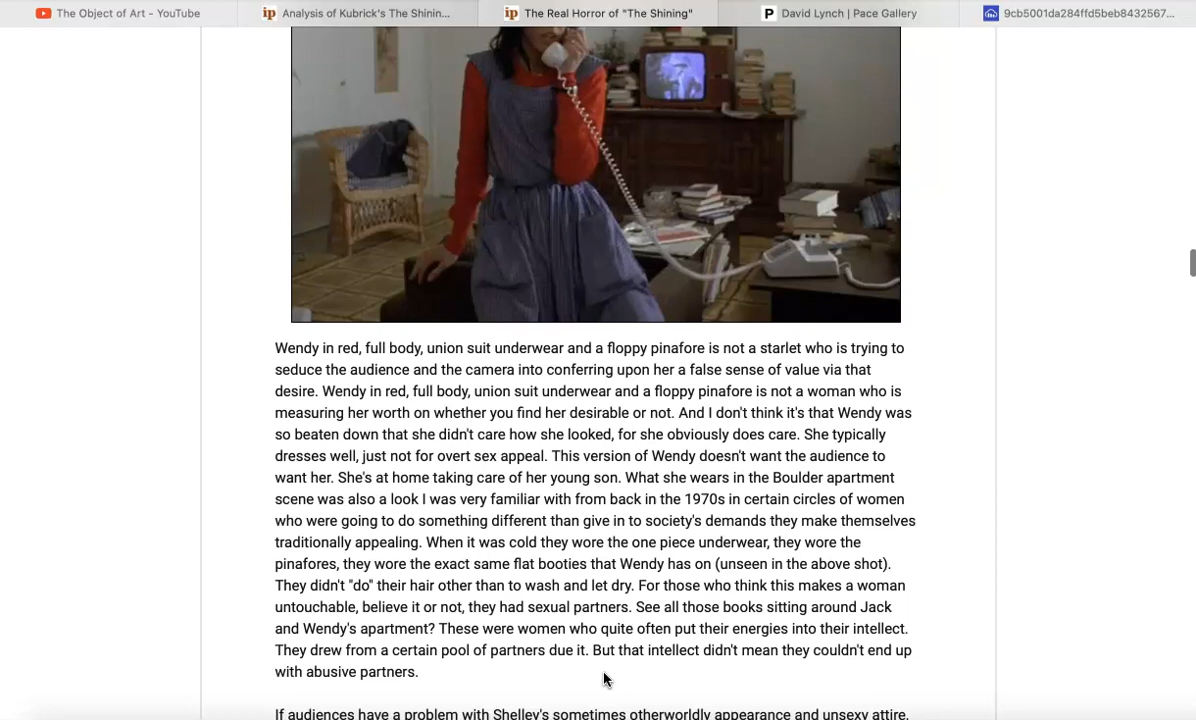 The Object of Art - YouTube
ip Analysis of Kubrick's The Shinin...
ip The Real Horror of "The Shining"
P David Lynch | Pace Gallery
9cb5001da284ffd5beb8432567...
Wendy in red, full body, union suit underwear and a floppy pinafore is not a starlet who is trying to
seduce the audience and the camera into conferring upon her a false sense of value via that
desire. Wendy in red, full body, union suit underwear and a floppy pinafore is not a woman who is
measuring her worth on whether you find her desirable or not. And I don't think it's that Wendy was
so beaten down that she didn't care how she looked, for she obviously does care. She typically
dresses well, just not for overt sex appeal. This version of Wendy doesn't want the audience to
want her. She's at home taking care of her young son. What she wears in the Boulder apartment
scene was also a look I was very familiar with from back in the 1970s in certain circles of women
who were going to do something different than give in to society's demands they make themselves
traditionally appealing. When it was cold they wore the one piece underwear, they wore the
pinafores, they wore the exact same flat booties that Wendy has on (unseen in the above shot).
They didn't "do" their hair other than to wash and let dry. For those who think this makes a woman
untouchable, believe it or not, they had sexual partners. See all those books sitting around Jack
and Wendy's apartment? These were women who quite often put their energies into their intellect.
They drew from a certain pool of partners due it. But that intellect didn't mean they couldn't end up
with abusive partners.
If audiences have a problem with Shelley's sometimes otherworldly appearance and unsexy attire,